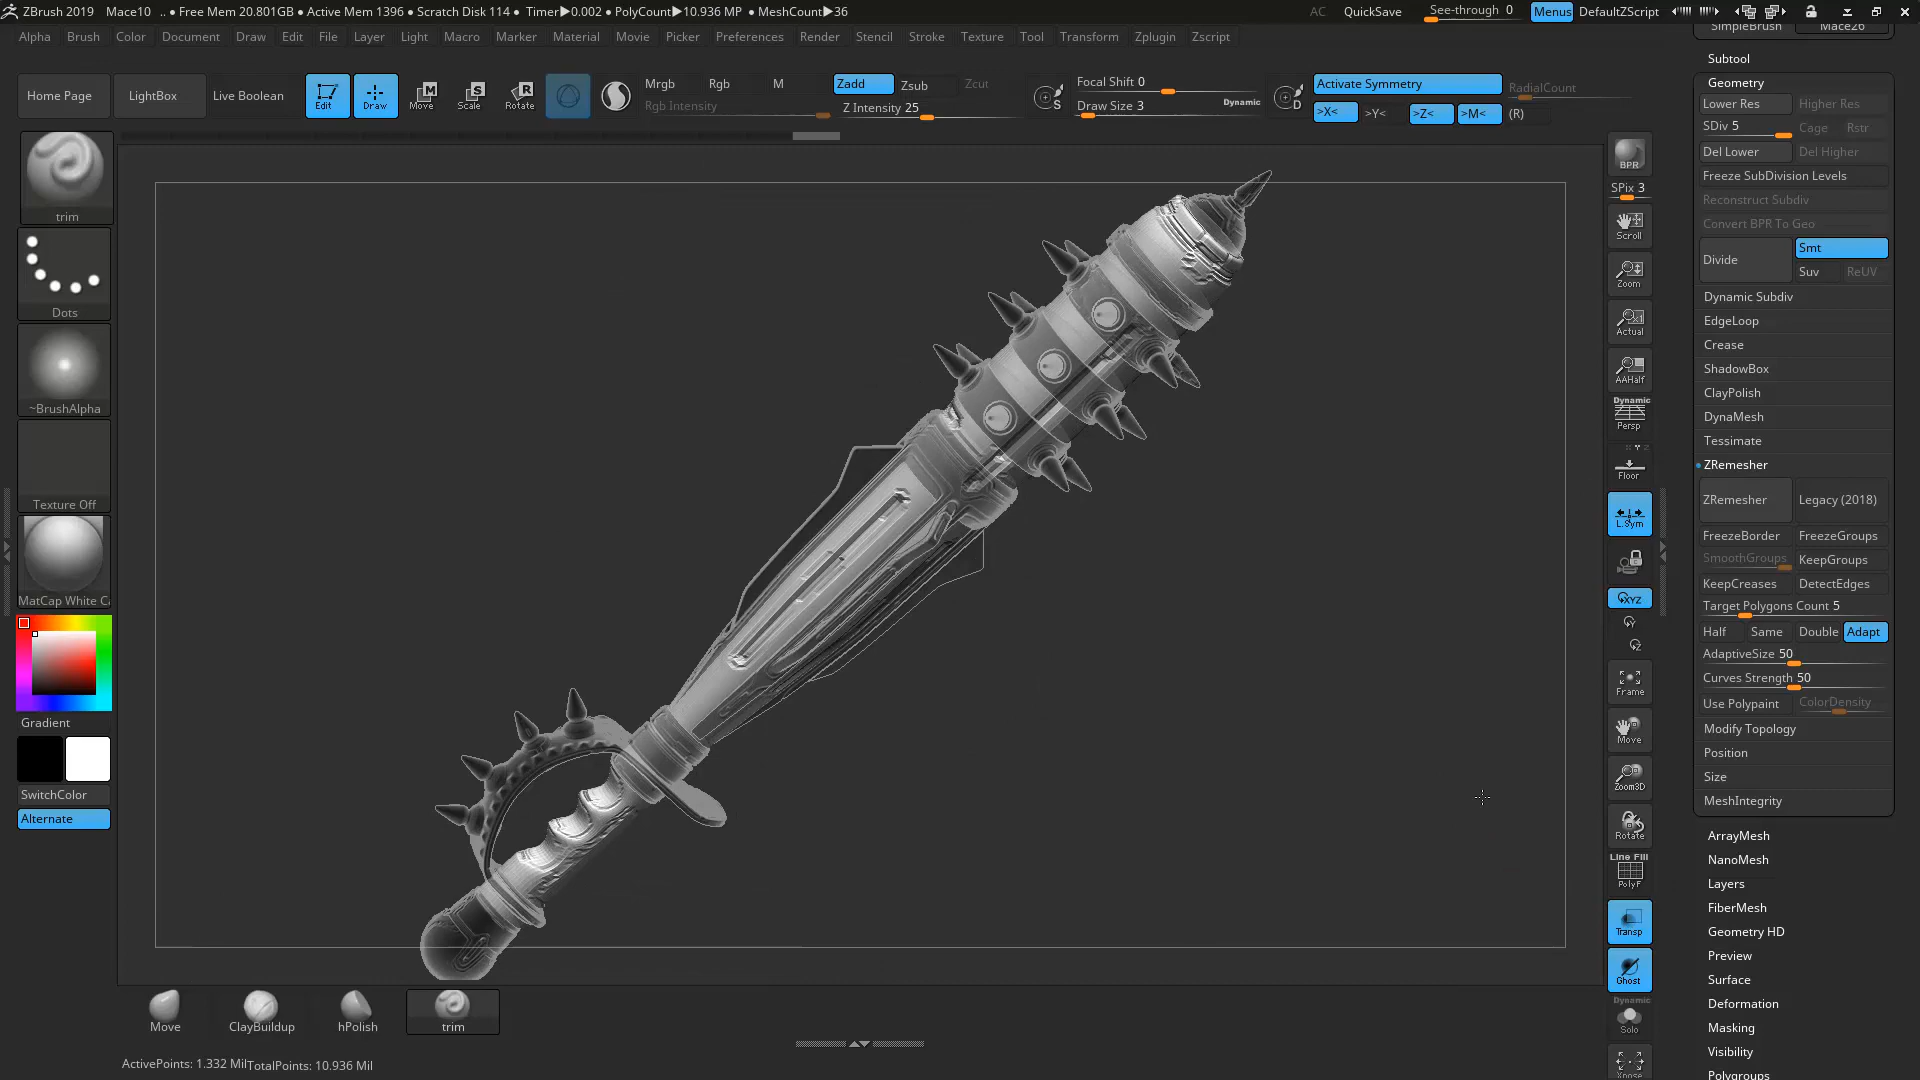 ZBrush 2019 Mace10 .. ● Free Mem 20.801GB ● Active Mem 1396 ● Scratch Disk 114 ● Timer▶0.002 ● PolyCount▶10.936 MP ● MeshCount▶36 AC QuickSave See-through 0 Menus DefaultZScript
Alpha Brush Color Document Draw Edit File Layer Light Macro Marker Material Movie Picker Preferences Render Stencil Stroke Texture Tool Transform Zplugin Zscript
SimpleBrush Mace26
Home Page LightBox Live Boolean Edit Draw Move Scale Rotate
Mrgb Rgb M Zadd Zsub Zcut
Rgb Intensity Z Intensity 25
S Focal Shift 0
Draw Size 3 Dynamic
D Activate Symmetry RadialCount
>X< >Y< >Z< >M< (R)
trim
Dots
~BrushAlpha
Texture Off
MatCap White C
Gradient
SwitchColor
Alternate
BPR
SPix 3
Scroll
Zoom
Actual
AAHalf
Dynamic
Persp
Floor
L.Sym
XYZ
Y
Z
Frame
Move
Zoom3D
Rotate
Line Fill
PolyF
Transp
Ghost
Dynamic
Solo
Xpose
Subtool
Geometry
Lower Res Higher Res
SDiv 5 Cage Rstr
Del Lower Del Higher
Freeze SubDivision Levels
Reconstruct Subdiv
Convert BPR To Geo
Divide Smt
Suv ReUV
Dynamic Subdiv
EdgeLoop
Crease
ShadowBox
ClayPolish
DynaMesh
Tessimate
ZRemesher
ZRemesher Legacy (2018)
FreezeBorder FreezeGroups
SmoothGroups KeepGroups
KeepCreases DetectEdges
Target Polygons Count 5
Half Same Double Adapt
AdaptiveSize 50
Curves Strength 50
Use Polypaint ColorDensity
Modify Topology
Position
Size
MeshIntegrity
ArrayMesh
NanoMesh
Layers
FiberMesh
Geometry HD
Preview
Surface
Deformation
Masking
Visibility
Polygroups
Move ClayBuildup hPolish trim
ActivePoints: 1.332 Mil TotalPoints: 10.936 Mil